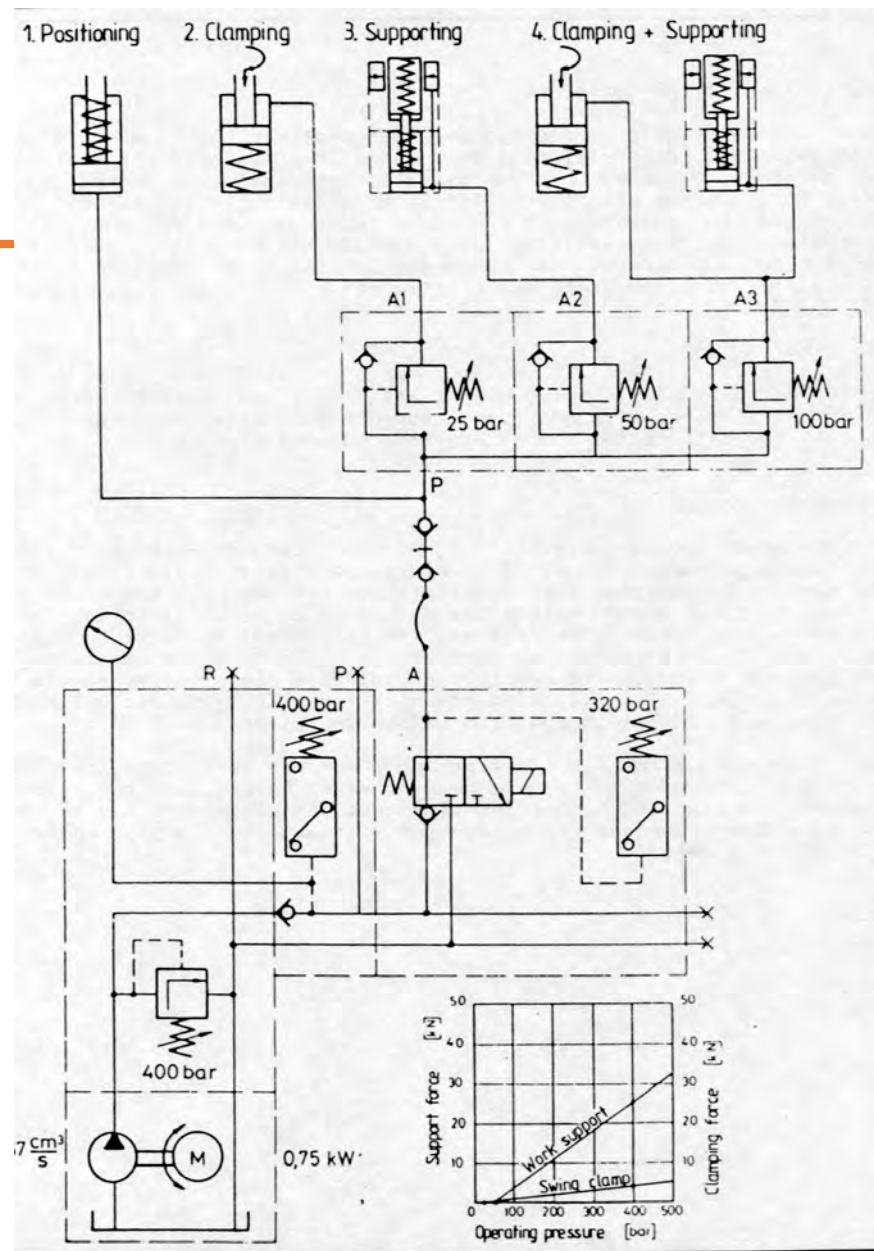 1. Positioning
2. Clamping
3. Supporting
4. Clamping + Supporting
A1
A2
A3
25 bar
50 bar
100 bar
P
R
P
A
400 bar
320 bar
400 bar
7 cm³/s
M
0,75 kW
Support force [kN]
50
40
30
20
10
Work support
Swing clamp
50
40
30
20
10
Clamping force [kN]
0 100 200 300 400 500
Operating pressure [bar]